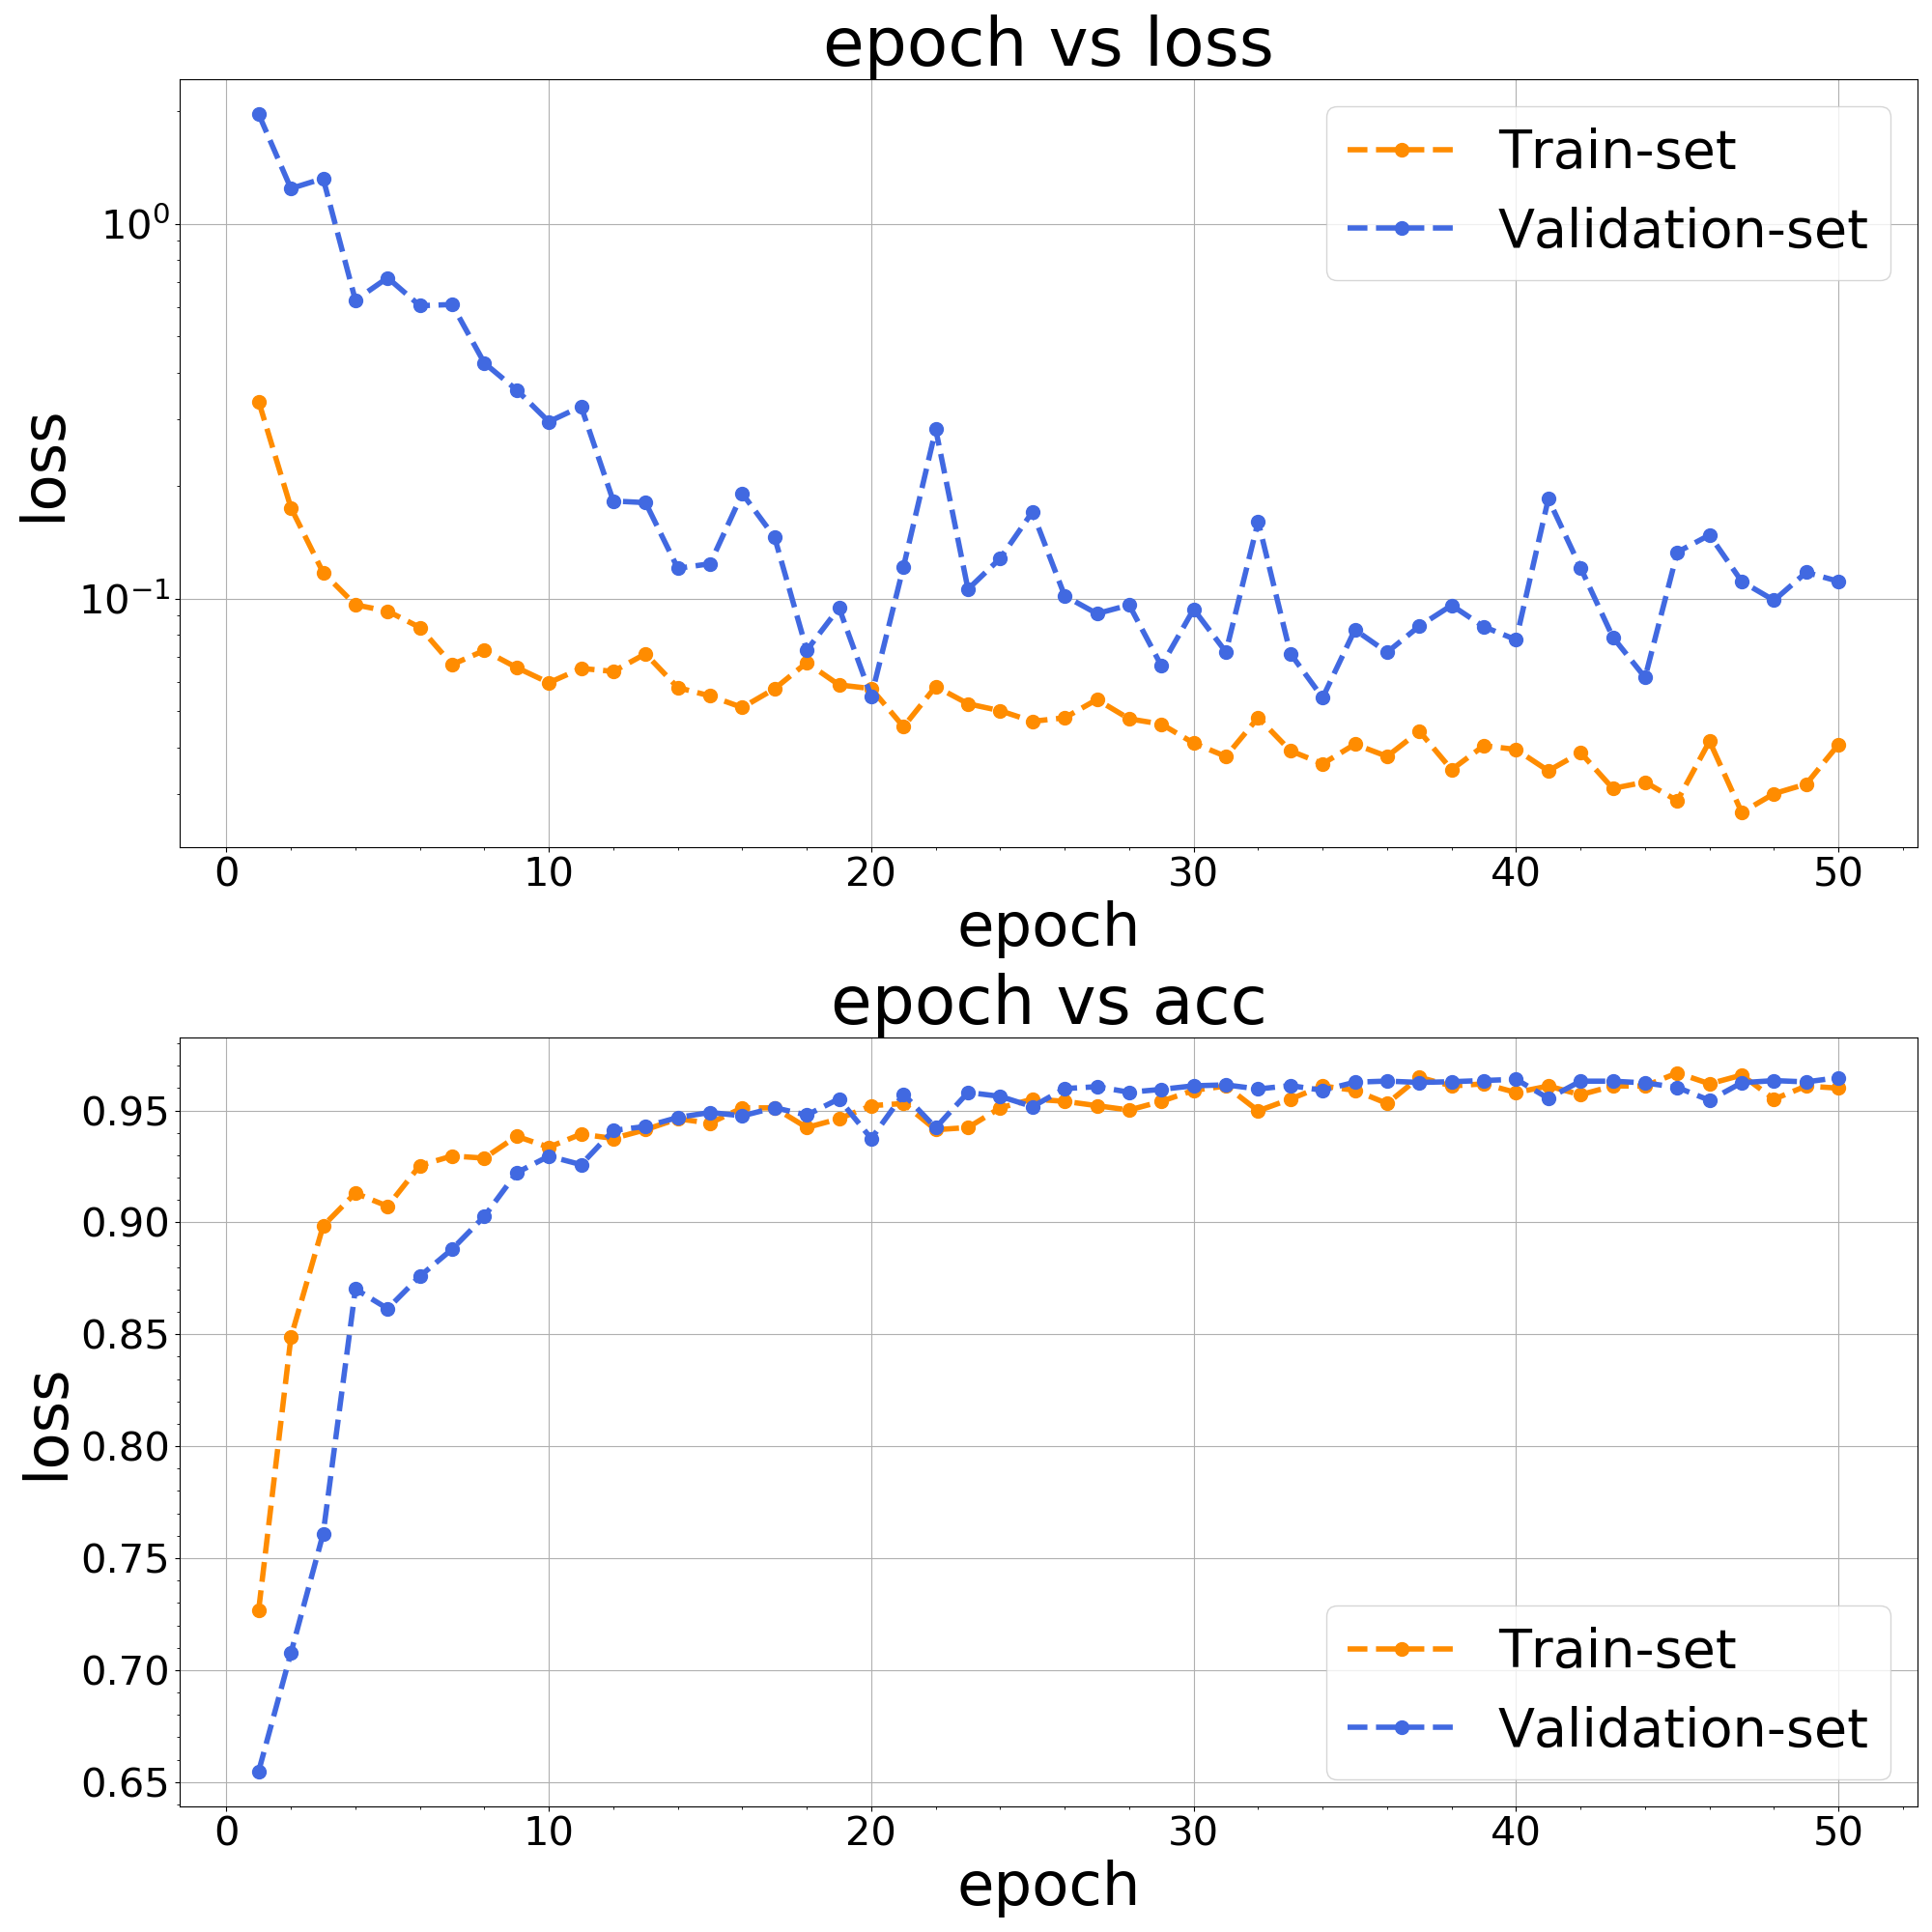 epoch vs loss
Train-set
Validation-set
10⁰
10⁻¹
loss
0 10 20 30 40 50
epoch
epoch vs acc
0.95
0.90
0.85
0.80
0.75
0.70
0.65
loss
Train-set
Validation-set
0 10 20 30 40 50
epoch